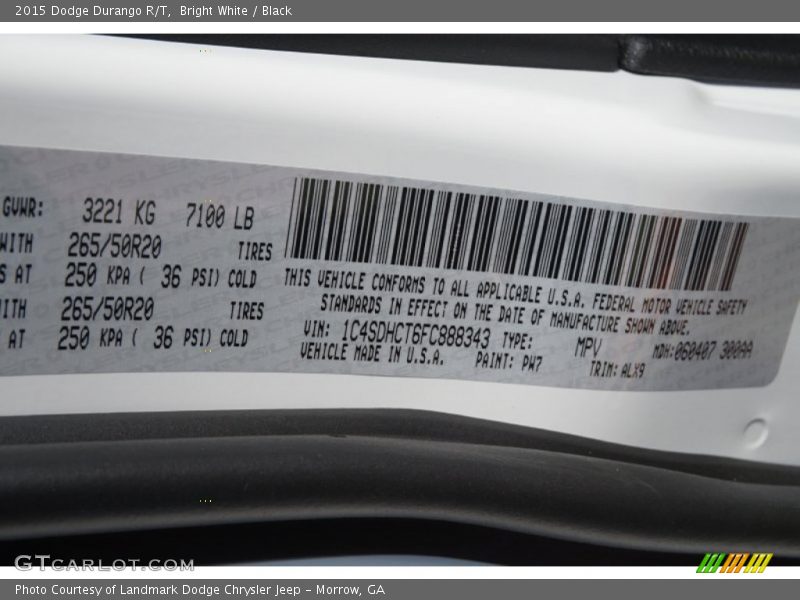 2015 Dodge Durango R/T, Bright White / Black
GVWR: 3221 KG 7100 LB
WITH 265/50R20 TIRES
S AT 250 KPA ( 36 PSI) COLD
WITH 265/50R20 TIRES
AT 250 KPA ( 36 PSI) COLD
THIS VEHICLE CONFORMS TO ALL APPLICABLE U.S.A. FEDERAL MOTOR VEHICLE SAFETY
STANDARDS IN EFFECT ON THE DATE OF MANUFACTURE SHOWN ABOVE.
VIN: 1C4SDHCT6FC888343 TYPE: MPV MDH:060407 300AA
VEHICLE MADE IN U.S.A. PAINT: PW7 TRIM: ALX9
GTCARLOT.COM
Photo Courtesy of Landmark Dodge Chrysler Jeep - Morrow, GA